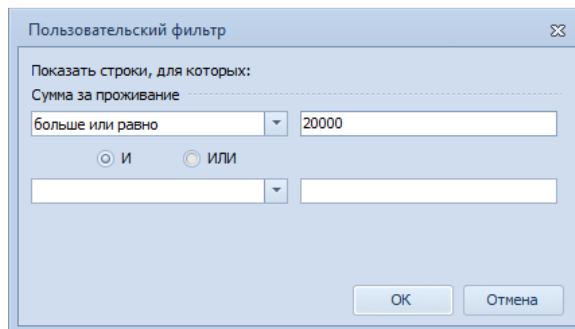 Пользовательский фильтр
Показать строки, для которых:
Сумма за проживание
больше или равно 20000
И ИЛИ
OK Отмена